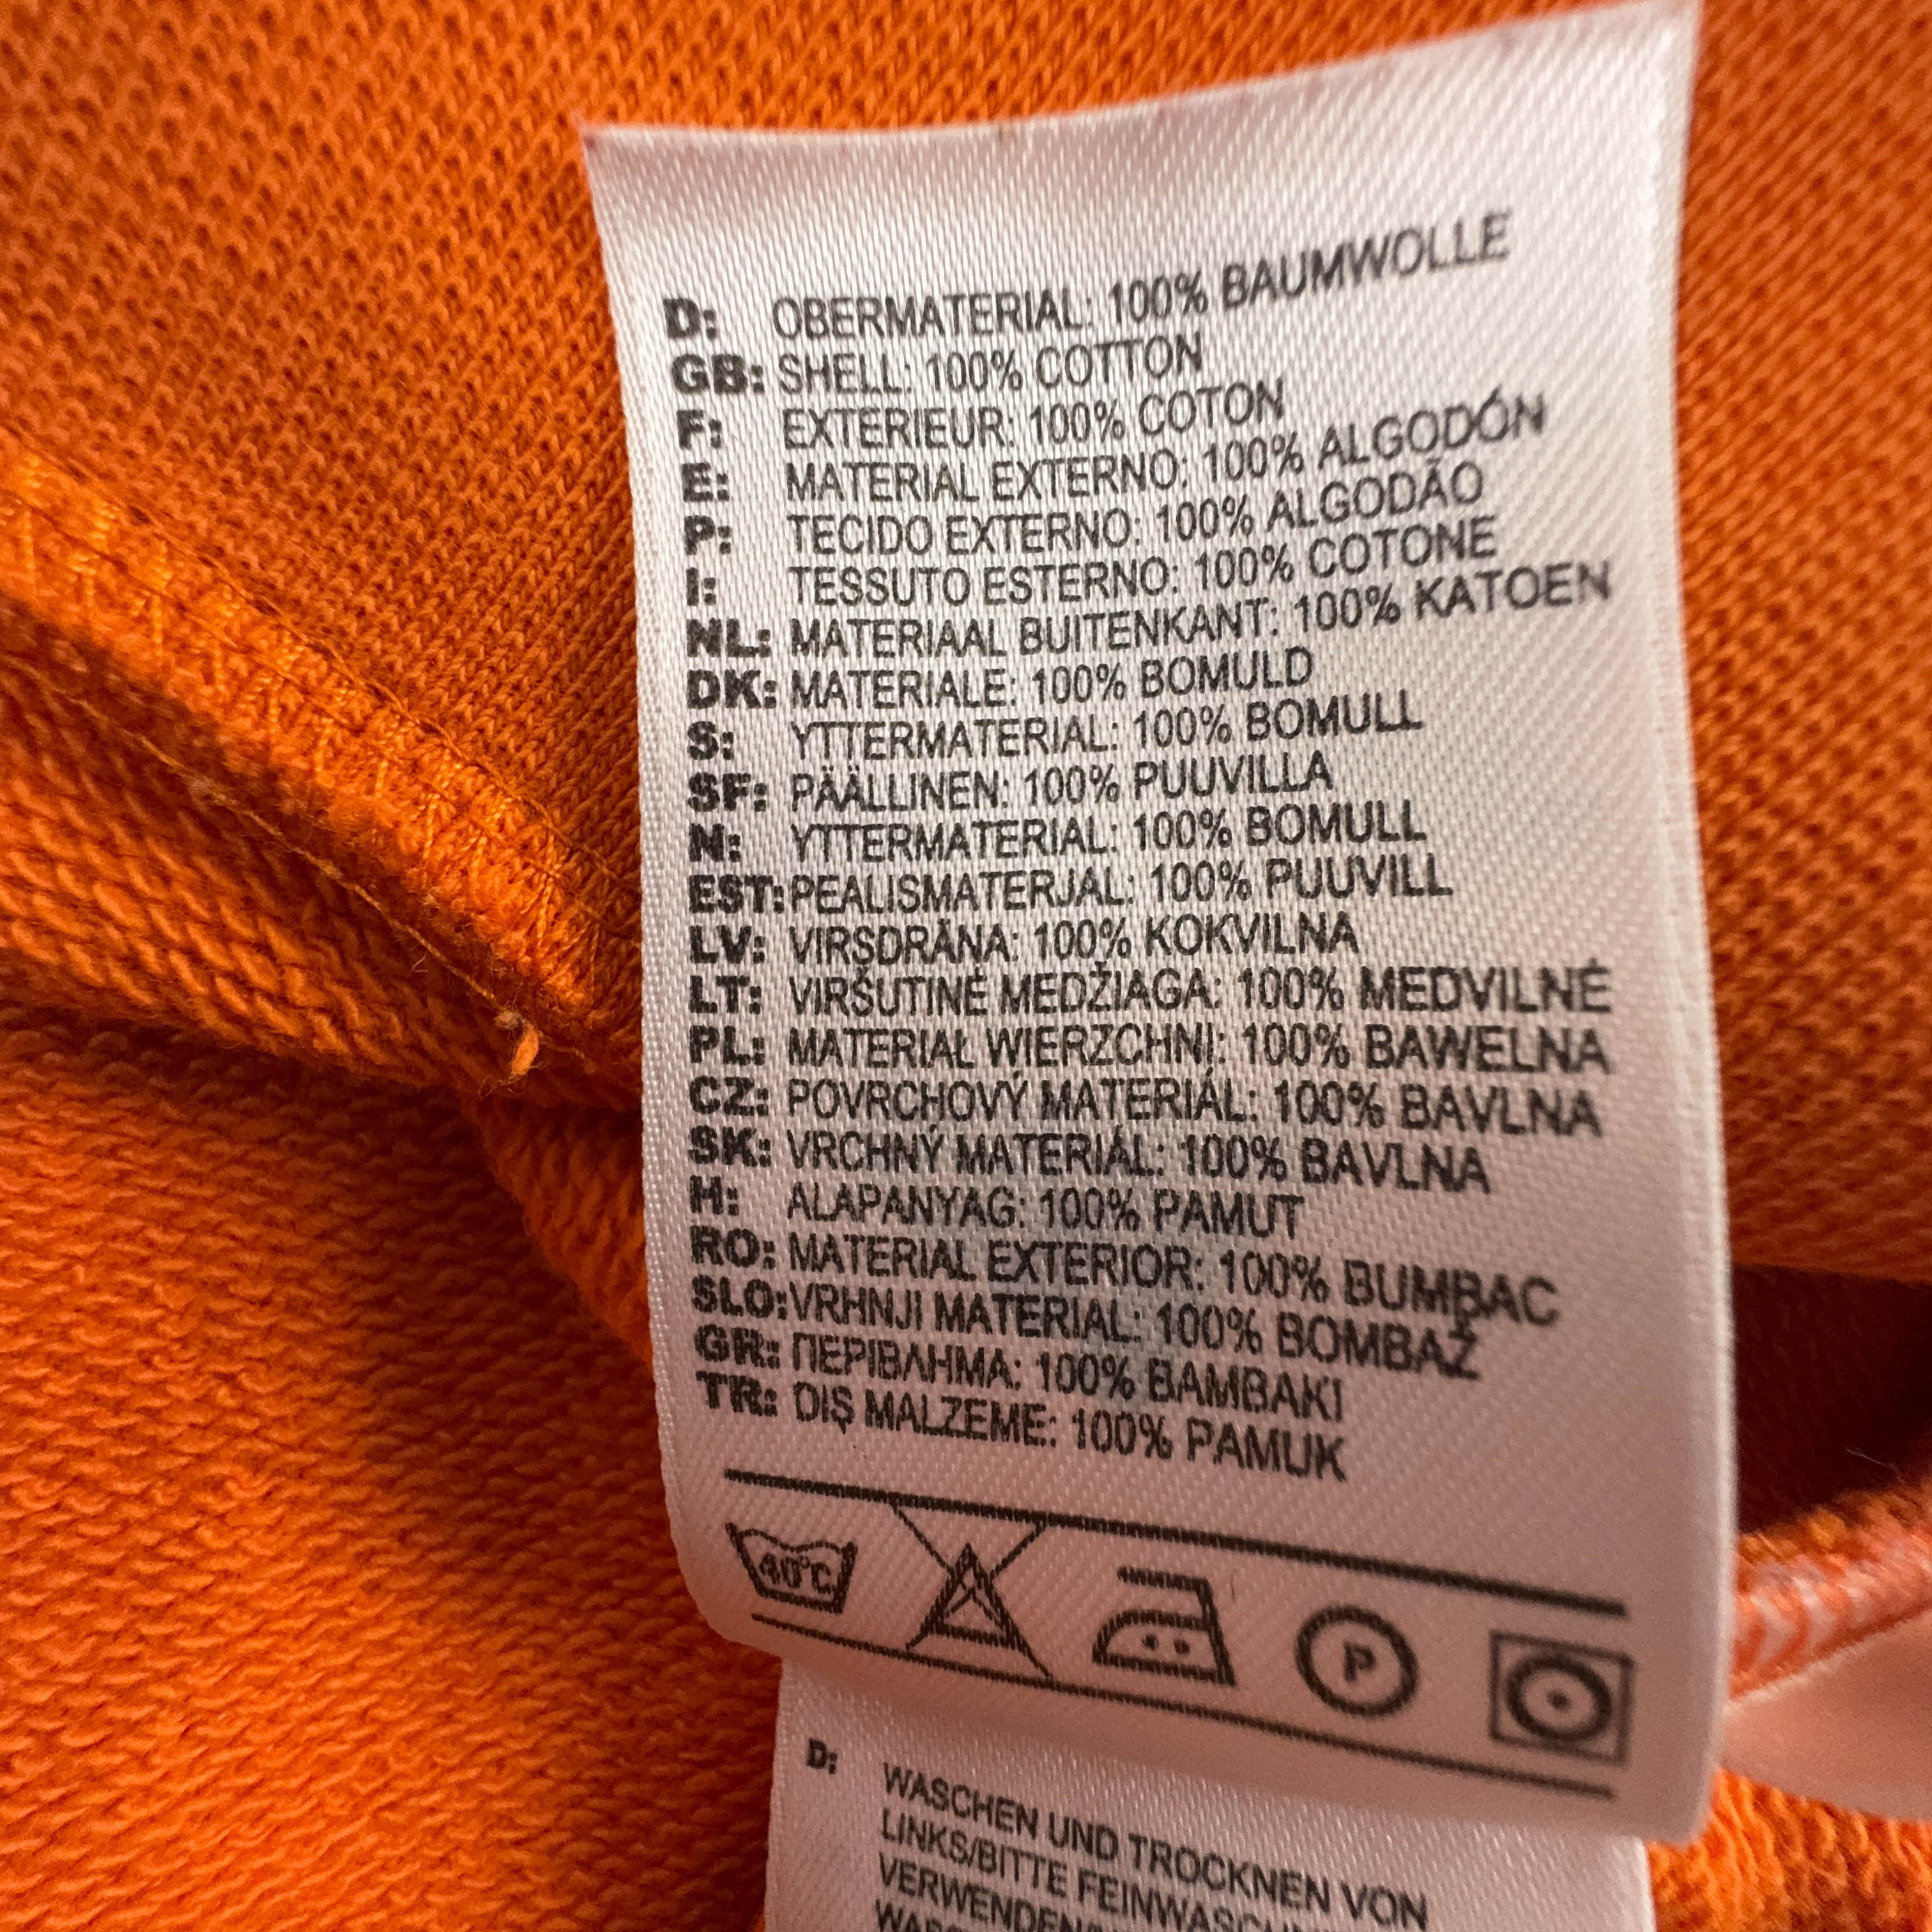 D: OBERMATERIAL: 100% BAUMWOLLE
GB: SHELL: 100% COTTON
F: EXTERIEUR: 100% COTON
E: MATERIAL EXTERNO: 100% ALGODÓN
P: TECIDO EXTERNO: 100% ALGODÃO
I: TESSUTO ESTERNO: 100% COTONE
NL: MATERIAAL BUITENKANT: 100% KATOEN
DK: MATERIALE: 100% BOMULD
S: YTTERMATERIAL: 100% BOMULL
SF: PÄÄLLINEN: 100% PUUVILLA
N: YTTERMATERIAL: 100% BOMULL
EST: PEALISMATERJAL: 100% PUUVILL
LV: VIRSDRĀNA: 100% KOKVILNA
LT: VIRŠUTINĖ MEDŽIAGA: 100% MEDVILNĖ
PL: MATERIAŁ WIERZCHNI: 100% BAWEŁNA
CZ: POVRCHOVÝ MATERIÁL: 100% BAVLNA
SK: VRCHNÝ MATERIÁL: 100% BAVLNA
H: ALAPANYAG: 100% PAMUT
RO: MATERIAL EXTERIOR: 100% BUMBAC
SLO: VRHNJI MATERIAL: 100% BOMBAŽ
GR: ΠΕΡΙΒΛΗΜΑ: 100% ΒΑΜΒΑΚΙ
TR: DIŞ MALZEME: 100% PAMUK
40°C P
D: WASCHEN UND TROCKNEN VON
LINKS/BITTE
VERWENDEN